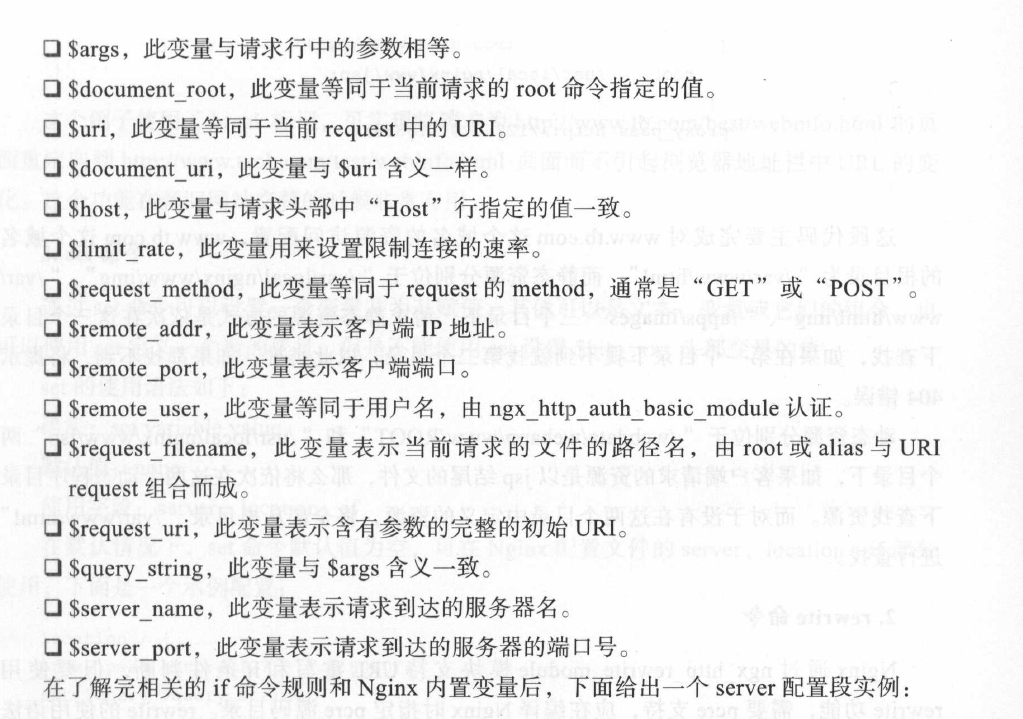 ❑ $args，此变量与请求行中的参数相等。
❑ $document_root，此变量等同于当前请求的 root 命令指定的值。
❑ $uri，此变量等同于当前 request 中的 URI。
❑ $document_uri，此变量与 $uri 含义一样。
❑ $host，此变量与请求头部中“Host”行指定的值一致。
❑ $limit_rate，此变量用来设置限制连接的速率。
❑ $request_method，此变量等同于 request 的 method，通常是“GET”或“POST”。
❑ $remote_addr，此变量表示客户端 IP 地址。
❑ $remote_port，此变量表示客户端端口。
❑ $remote_user，此变量等同于用户名，由 ngx_http_auth_basic_module 认证。
❑ $request_filename，此变量表示当前请求的文件的路径名，由 root 或 alias 与 URI
request 组合而成。
❑ $request_uri，此变量表示含有参数的完整的初始 URI。
❑ $query_string，此变量与 $args 含义一致。
❑ $server_name，此变量表示请求到达的服务器名。
❑ $server_port，此变量表示请求到达的服务器的端口号。
在了解完相关的 if 命令规则和 Nginx 内置变量后，下面给出一个 server 配置段实例：